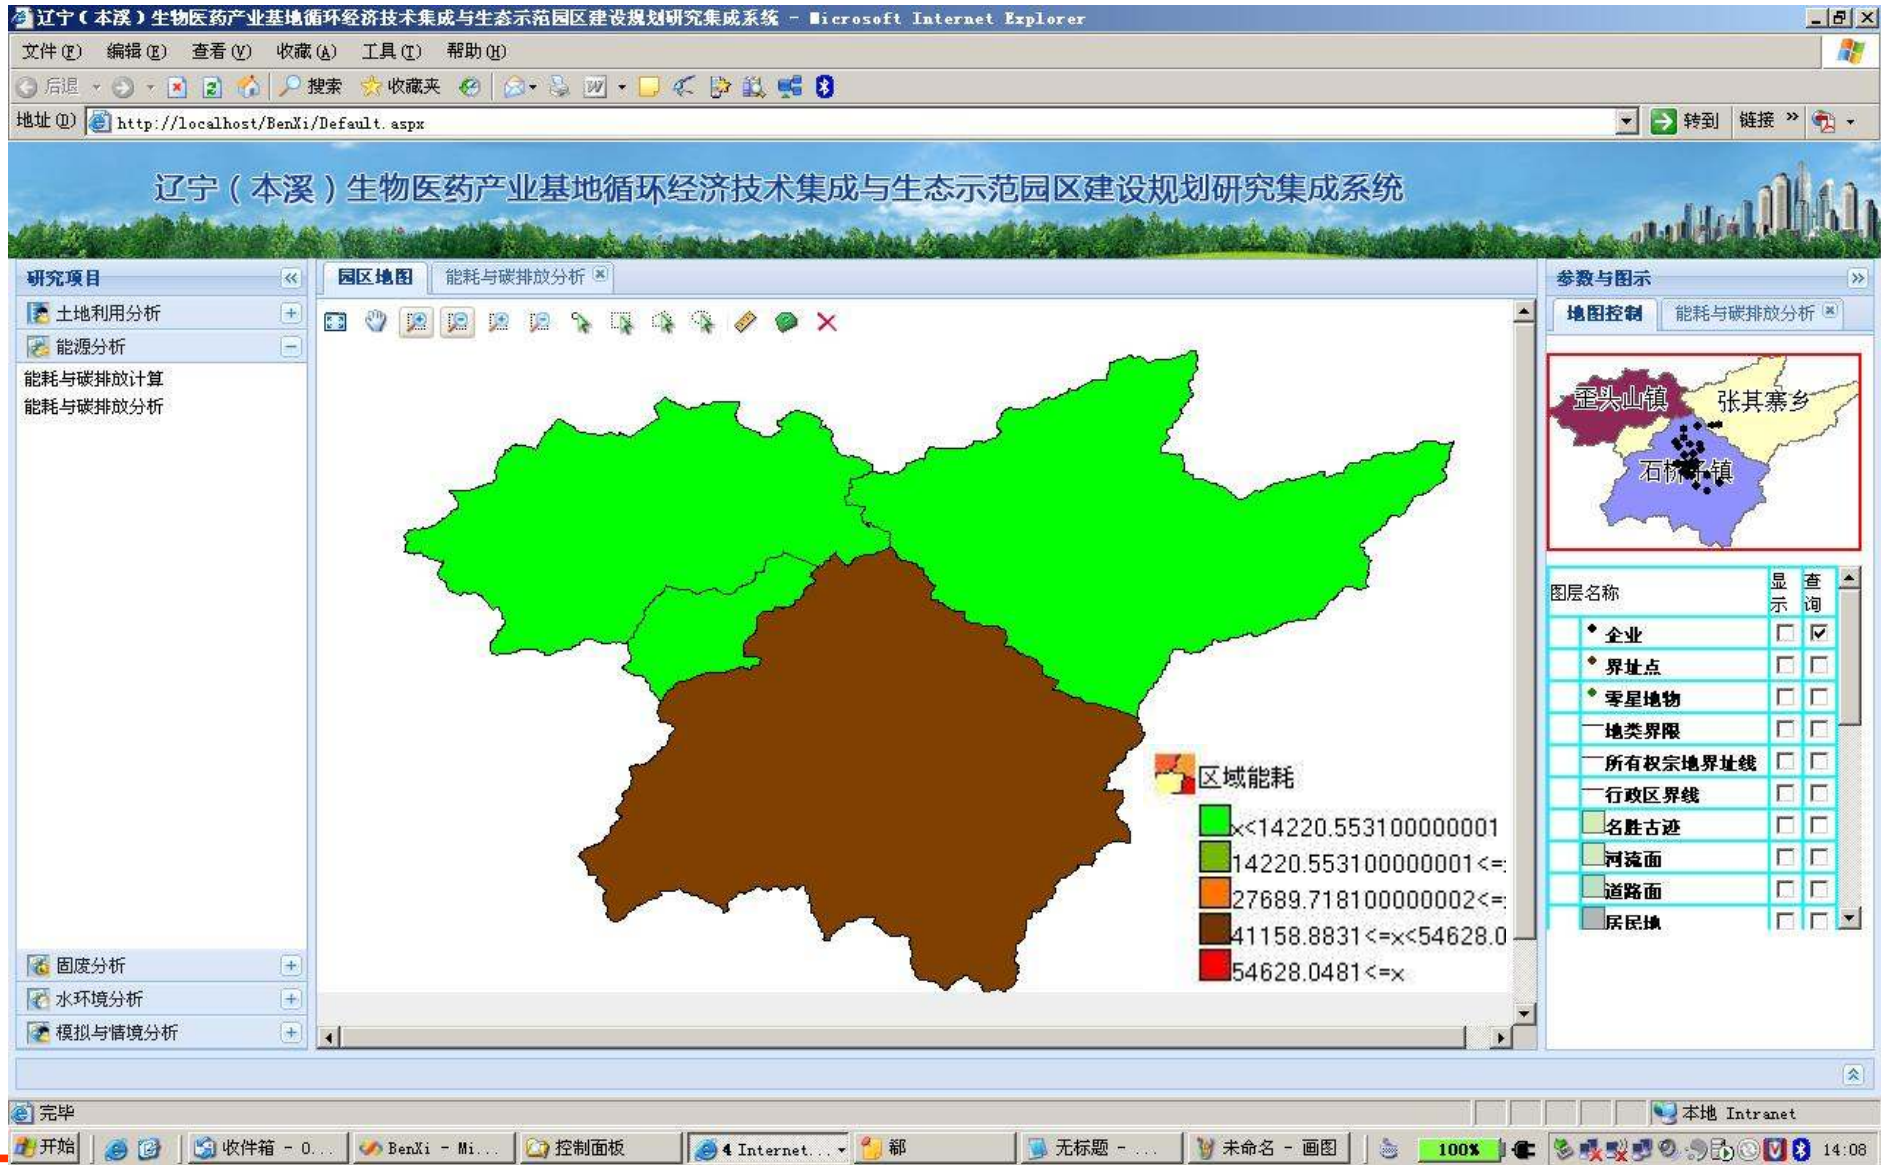 辽宁（本溪）生物医药产业基地循环经济技术集成与生态示范园区建设规划研究集成系统 - Microsoft Internet Explorer
文件(F) 编辑(E) 查看(V) 收藏(A) 工具(T) 帮助(H)
后退 搜索 收藏夹
地址(D) http://localhost/BenXi/Default.aspx 转到 链接 »
辽宁（本溪）生物医药产业基地循环经济技术集成与生态示范园区建设规划研究集成系统
研究项目
土地利用分析
能源分析
能耗与碳排放计算
能耗与碳排放分析
固废分析
水环境分析
模拟与情境分析
园区地图 能耗与碳排放分析
区域能耗
x<14220.553100000001
14220.553100000001<=
27689.718100000002<=
41158.8831<=x<54628.0
54628.0481<=x
参数与图示
地图控制 能耗与碳排放分析
歪头山镇 张其寨乡
石桥子镇
图层名称 显示 查询
企业
界址点
零星地物
地类界限
所有权宗地界址线
行政区界线
名胜古迹
河流面
道路面
居民地
完毕 本地 Intranet
开始 收件箱 - O... BenXi - Mi... 控制面板 4 Internet... 郗 无标题 - ... 未命名 - 画图 100% 14:08